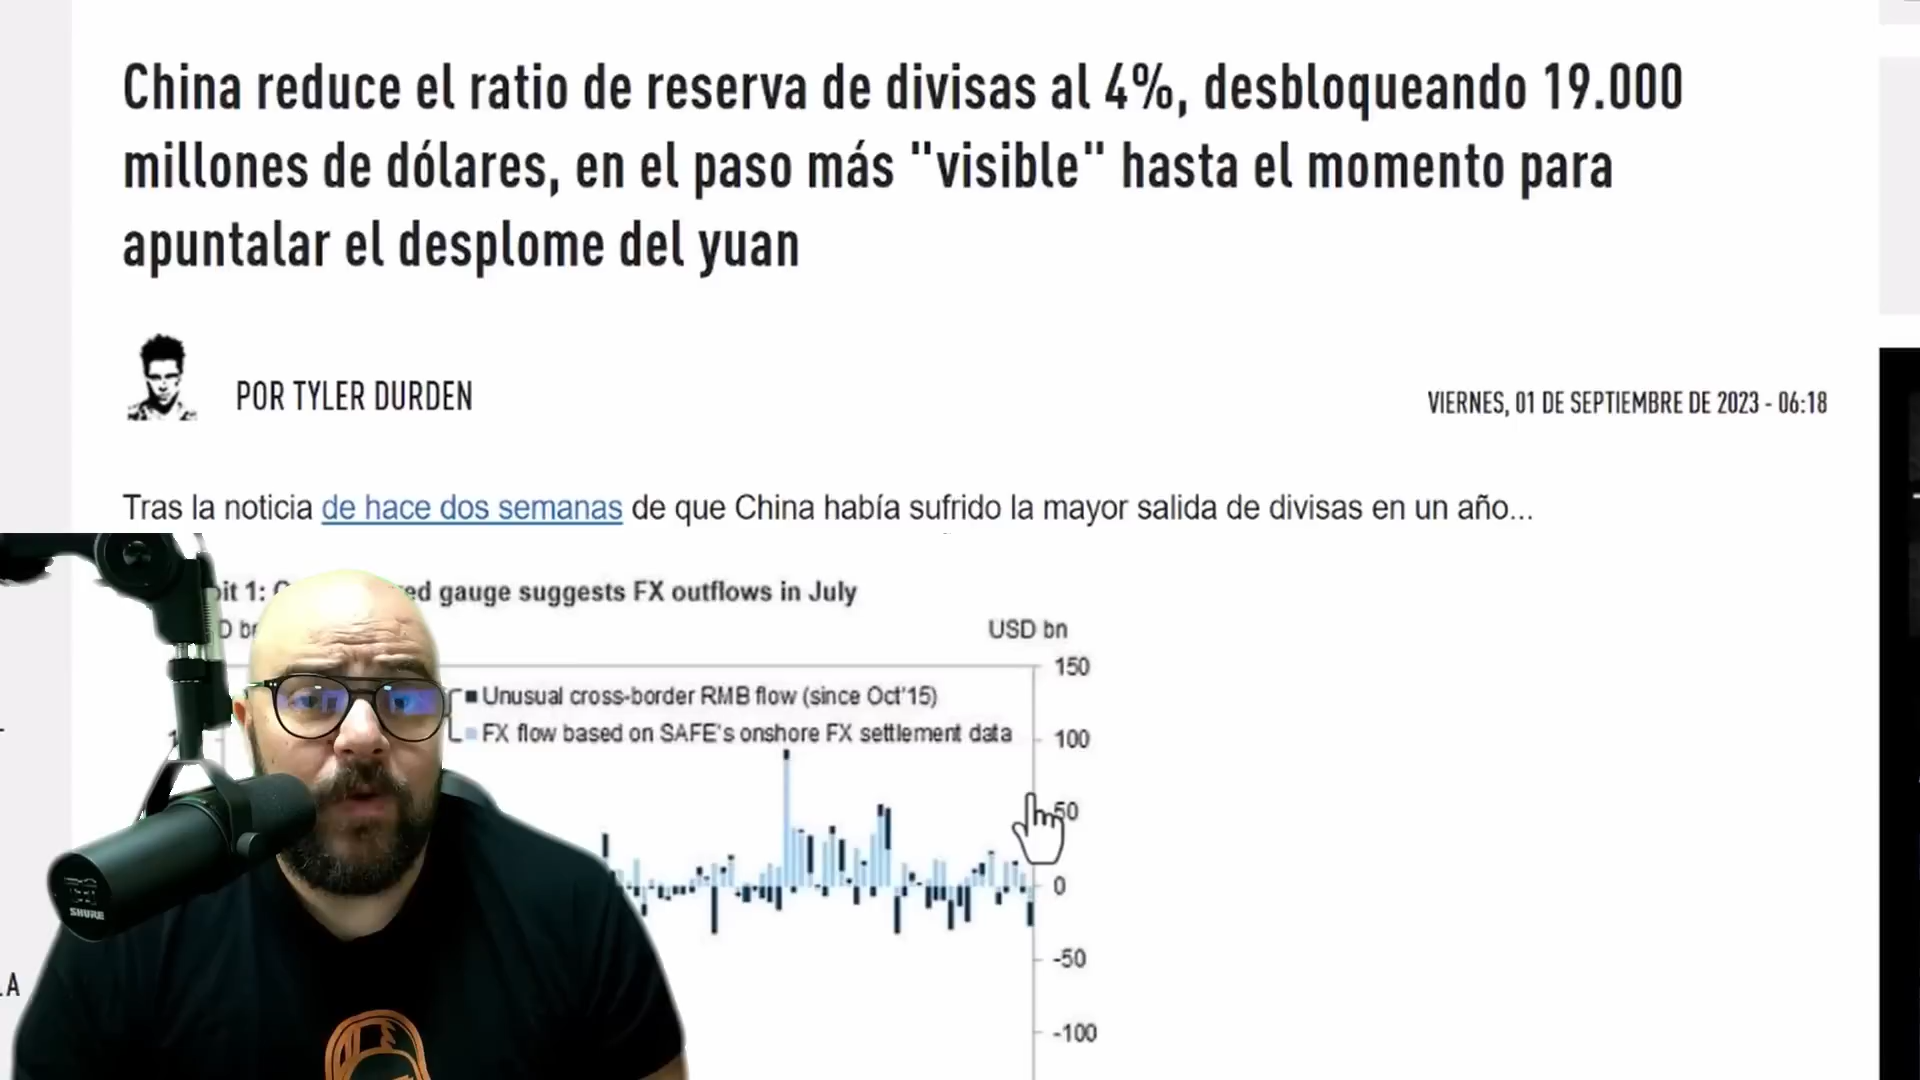 China reduce el ratio de reserva de divisas al 4%, desbloqueando 19.000
millones de dólares, en el paso más "visible" hasta el momento para
apuntalar el desplome del yuan
POR TYLER DURDEN
VIERNES, 01 DE SEPTIEMBRE DE 2023 - 06:18
Tras la noticia de hace dos semanas de que China había sufrido la mayor salida de divisas en un año...
gauge suggests FX outflows in July
USD bn
150
Unusual cross-border RMB flow (since Oct'15)
FX flow based on SAFE's onshore FX settlement data
100
50
0
-50
-100
SHURE